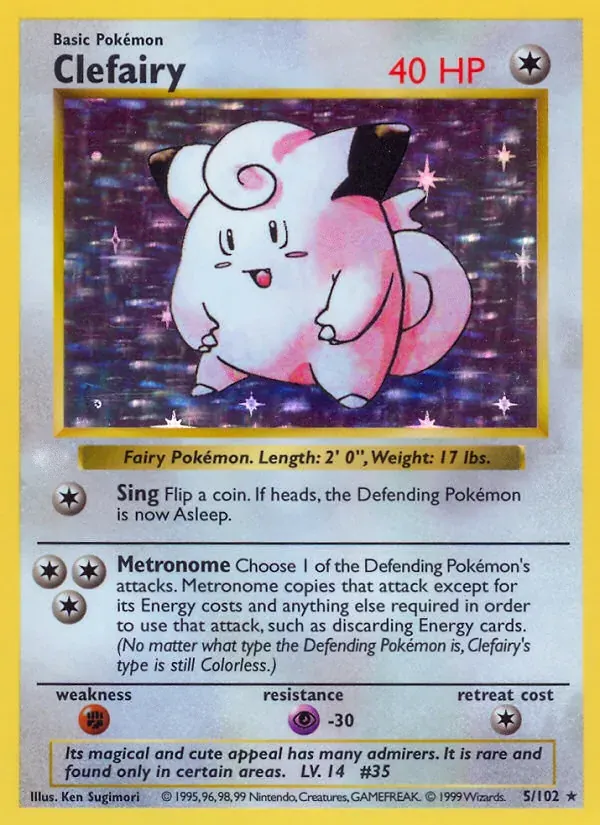 Basic Pokémon
Clefairy 40 HP
Fairy Pokémon. Length: 2' 0", Weight: 17 lbs.
Sing Flip a coin. If heads, the Defending Pokémon
is now Asleep.
Metronome Choose 1 of the Defending Pokémon's
attacks. Metronome copies that attack except for
its Energy costs and anything else required in order
to use that attack, such as discarding Energy cards.
(No matter what type the Defending Pokémon is, Clefairy's
type is still Colorless.)
weakness resistance retreat cost
-30
Its magical and cute appeal has many admirers. It is rare and
found only in certain areas. LV. 14 #35
Illus. Ken Sugimori © 1995, 96, 98, 99 Nintendo, Creatures, GAMEFREAK. © 1999 Wizards. 5/102 ★